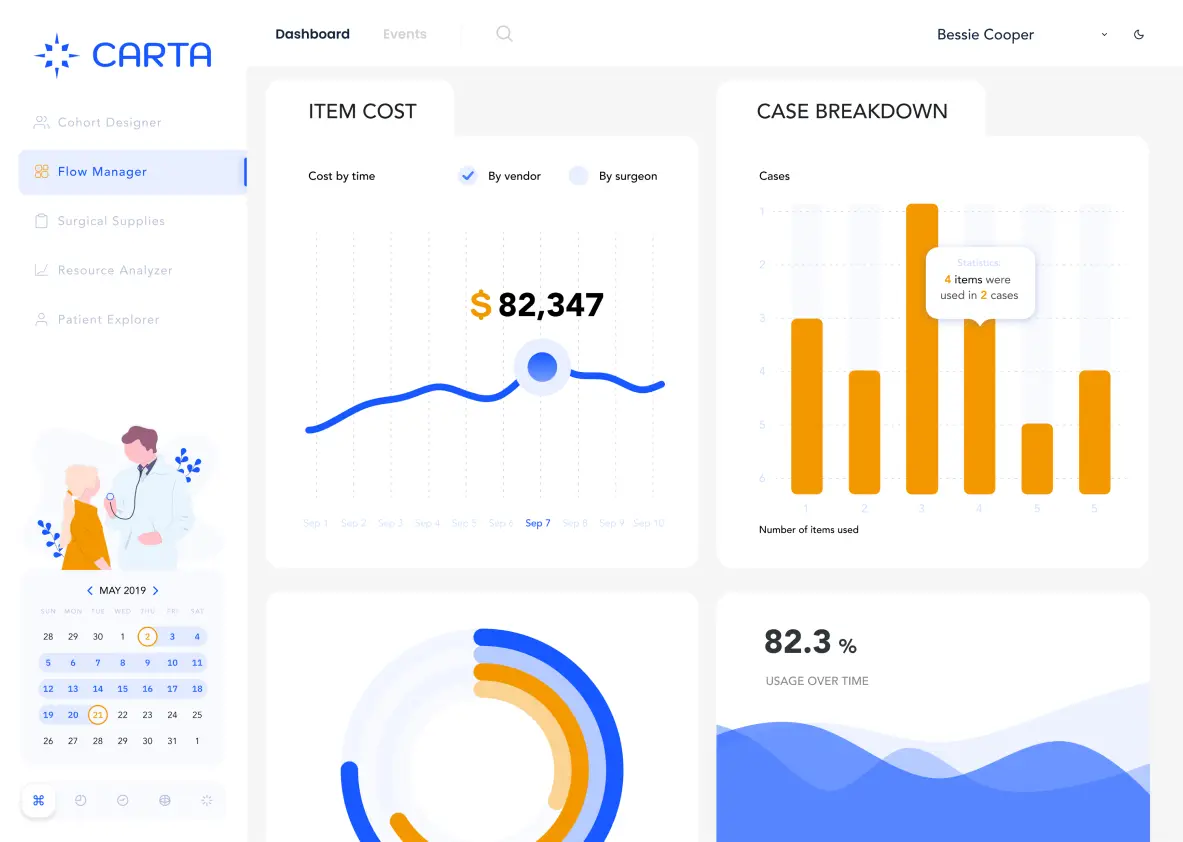 CARTA
Dashboard
Events
Bessie Cooper
Cohort Designer
Flow Manager
Surgical Supplies
Resource Analyzer
Patient Explorer
ITEM COST
Cost by time
By vendor
By surgeon
$ 82,347
Sep 1 Sep 2 Sep 3 Sep 4 Sep 5 Sep 6 Sep 7 Sep 8 Sep 9 Sep 10
CASE BREAKDOWN
Cases
1
2
3
4
5
6
Statistics
4 items were
used in 2 cases
1 2 3 4 5 5
Number of items used
MAY 2019
SUN MON TUE WED THU FRI SAT
28 29 30 1 2 3 4
5 6 7 8 9 10 11
12 13 14 15 16 17 18
19 20 21 22 23 24 25
26 27 28 29 30 31 1
82.3 %
USAGE OVER TIME